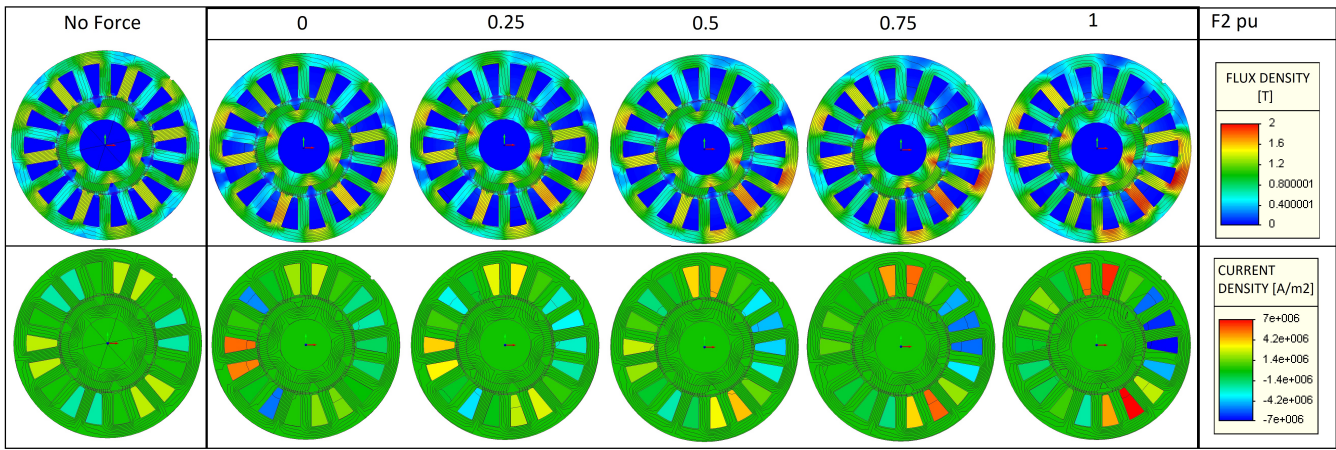 No Force
0
0.25
0.5
0.75
1
F2 pu
FLUX DENSITY
[T]
2
1.6
1.2
0.800001
0.400001
0
CURRENT
DENSITY [A/m2]
7e+006
4.2e+006
1.4e+006
-1.4e+006
-4.2e+006
-7e+006